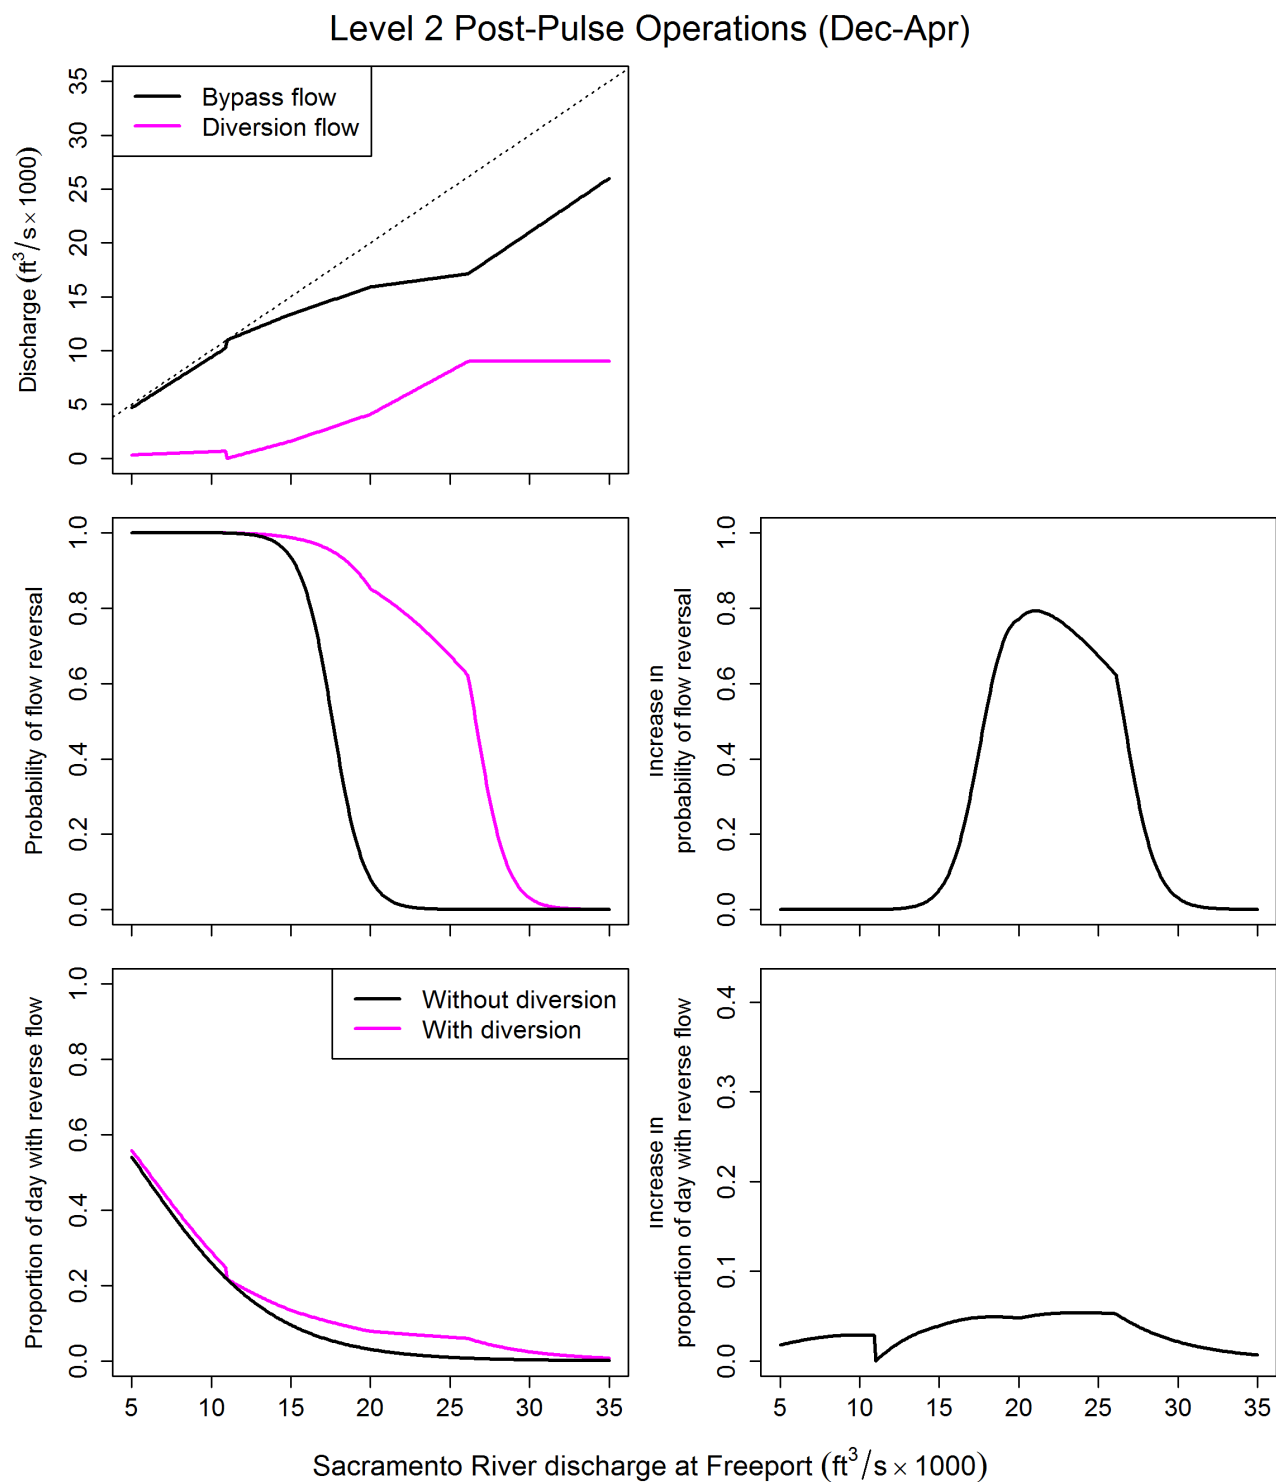 Level 2 Post-Pulse Operations (Dec-Apr)
Discharge (ft³/s × 1000)
35
30
25
20
15
10
5
0
Bypass flow
Diversion flow
Probability of flow reversal
1.0
0.8
0.6
0.4
0.2
0.0
Increase in
probability of flow reversal
1.0
0.8
0.6
0.4
0.2
0.0
Proportion of day with reverse flow
1.0
0.8
0.6
0.4
0.2
0.0
Without diversion
With diversion
5 10 15 20 25 30 35
Increase in
proportion of day with reverse flow
0.4
0.3
0.2
0.1
0.0
5 10 15 20 25 30 35
Sacramento River discharge at Freeport (ft³/s × 1000)